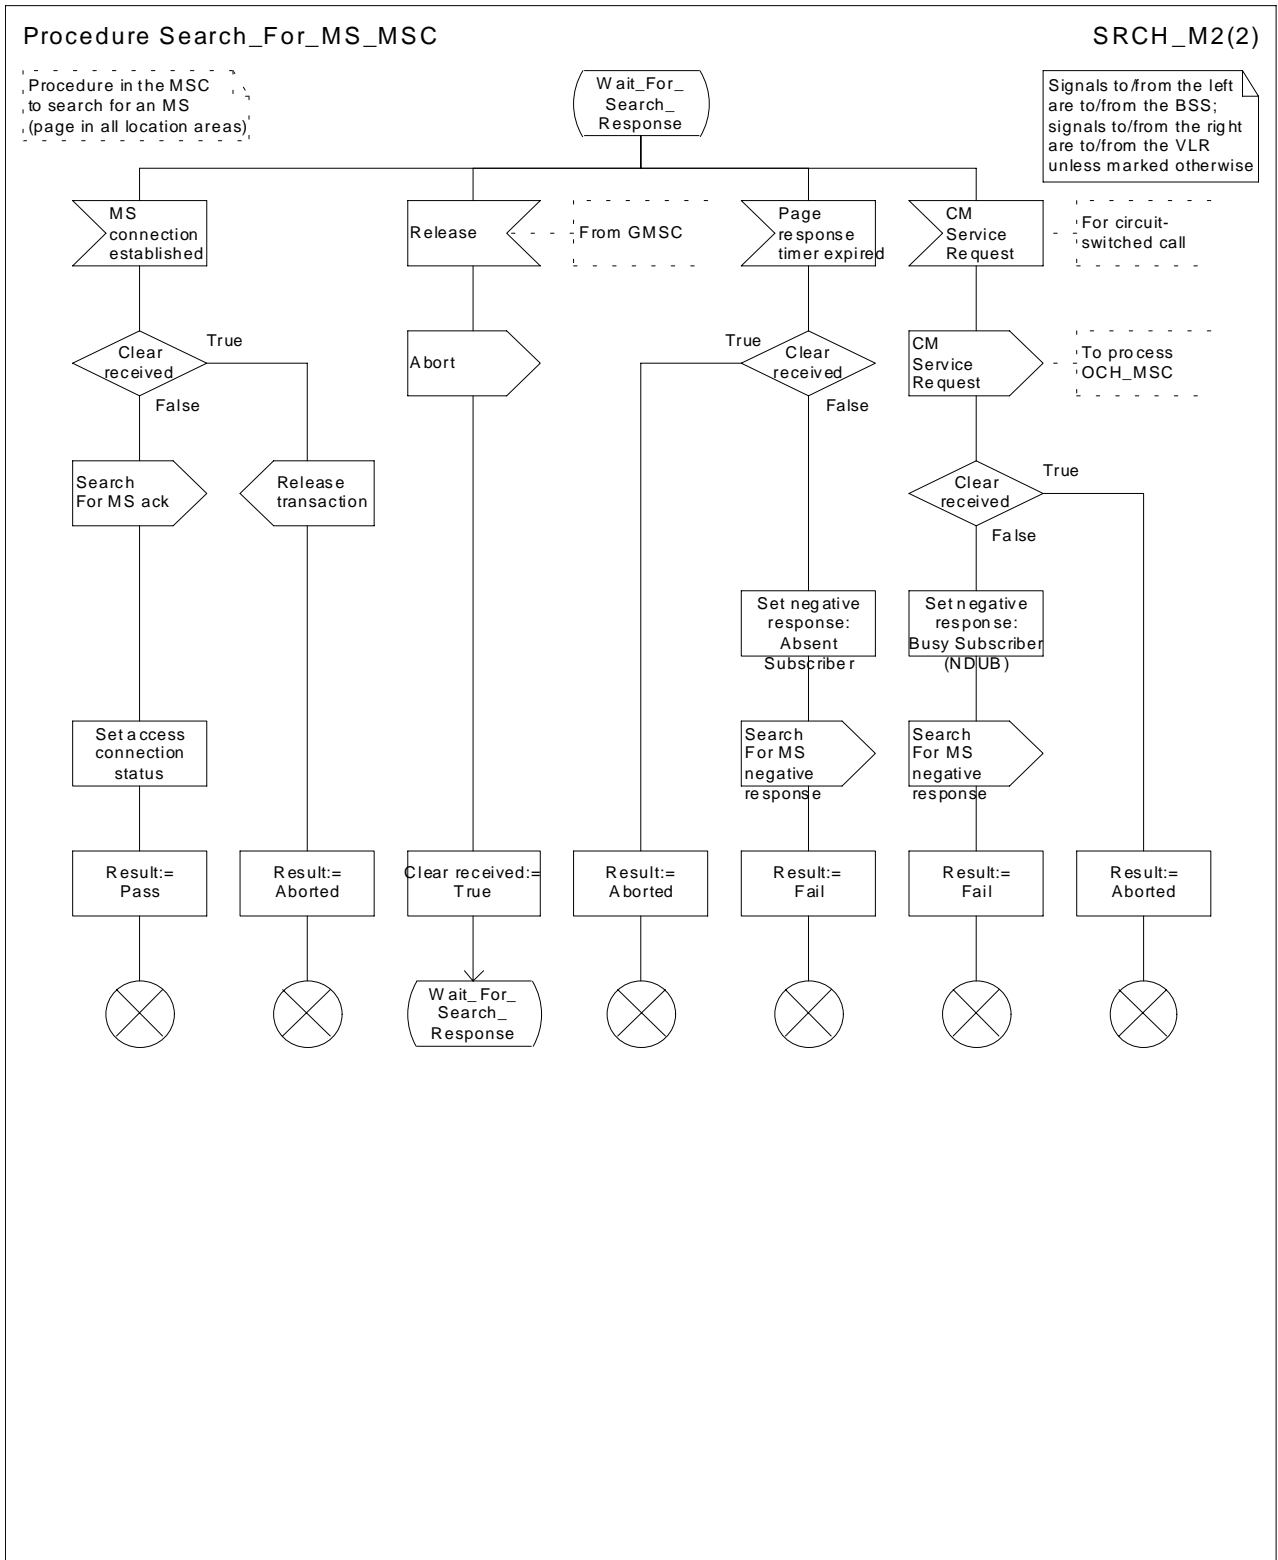 Procedure Search_For_MS_MSC
SRCH_M2(2)
Procedure in the MSC
to search for an MS
(page in all location areas)
Wait_For_
Search_
Response
Signals to/from the left
are to/from the BSS;
signals to/from the right
are to/from the VLR
unless marked otherwise
MS
connection
established
Release
From GMSC
Page
response
timer expired
CM
Service
Request
For circuit-
switched call
Clear
received
True
False
Abort
True
Clear
received
False
CM
Service
Request
To process
OCH_MSC
Search
For MS ack
Release
transaction
Clear
received
True
False
Set negative
response:
Absent
Subscriber
Set negative
response:
Busy Subscriber
(NDUB)
Set access
connection
status
Search
For MS
negative
response
Search
For MS
negative
response
Result:=
Pass
Result:=
Aborted
Clear received:=
True
Result:=
Aborted
Result:=
Fail
Result:=
Fail
Result:=
Aborted
Wait_For_
Search_
Response